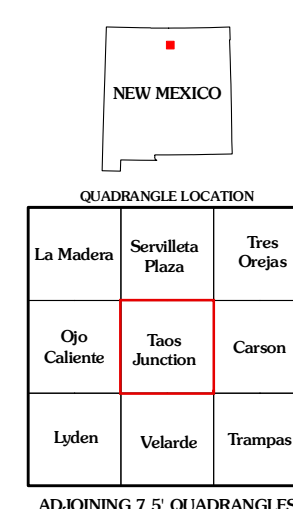 NEW MEXICO
QUADRANGLE LOCATION
La Madera
Servilleta
Plaza
Tres
Orejas
Ojo
Caliente
Taos
Junction
Carson
Lyden
Velarde
Trampas
ADJOINING 7.5' QUADRANGLES